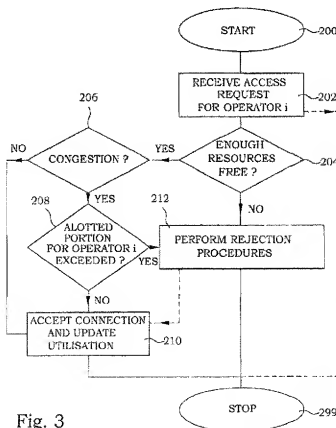 START
200
RECEIVE ACCESS
REQUEST
FOR OPERATOR i
202
206
NO
CONGESTION ?
YES
ENOUGH
RESOURCES
FREE ?
204
YES
208
ALOTTED
PORTION
FOR OPERATOR i
EXCEEDED ?
YES
212
NO
PERFORM REJECTION
PROCEDURES
NO
ACCEPT CONNECTION
AND UPDATE
UTILISATION
210
Fig. 3
STOP
299